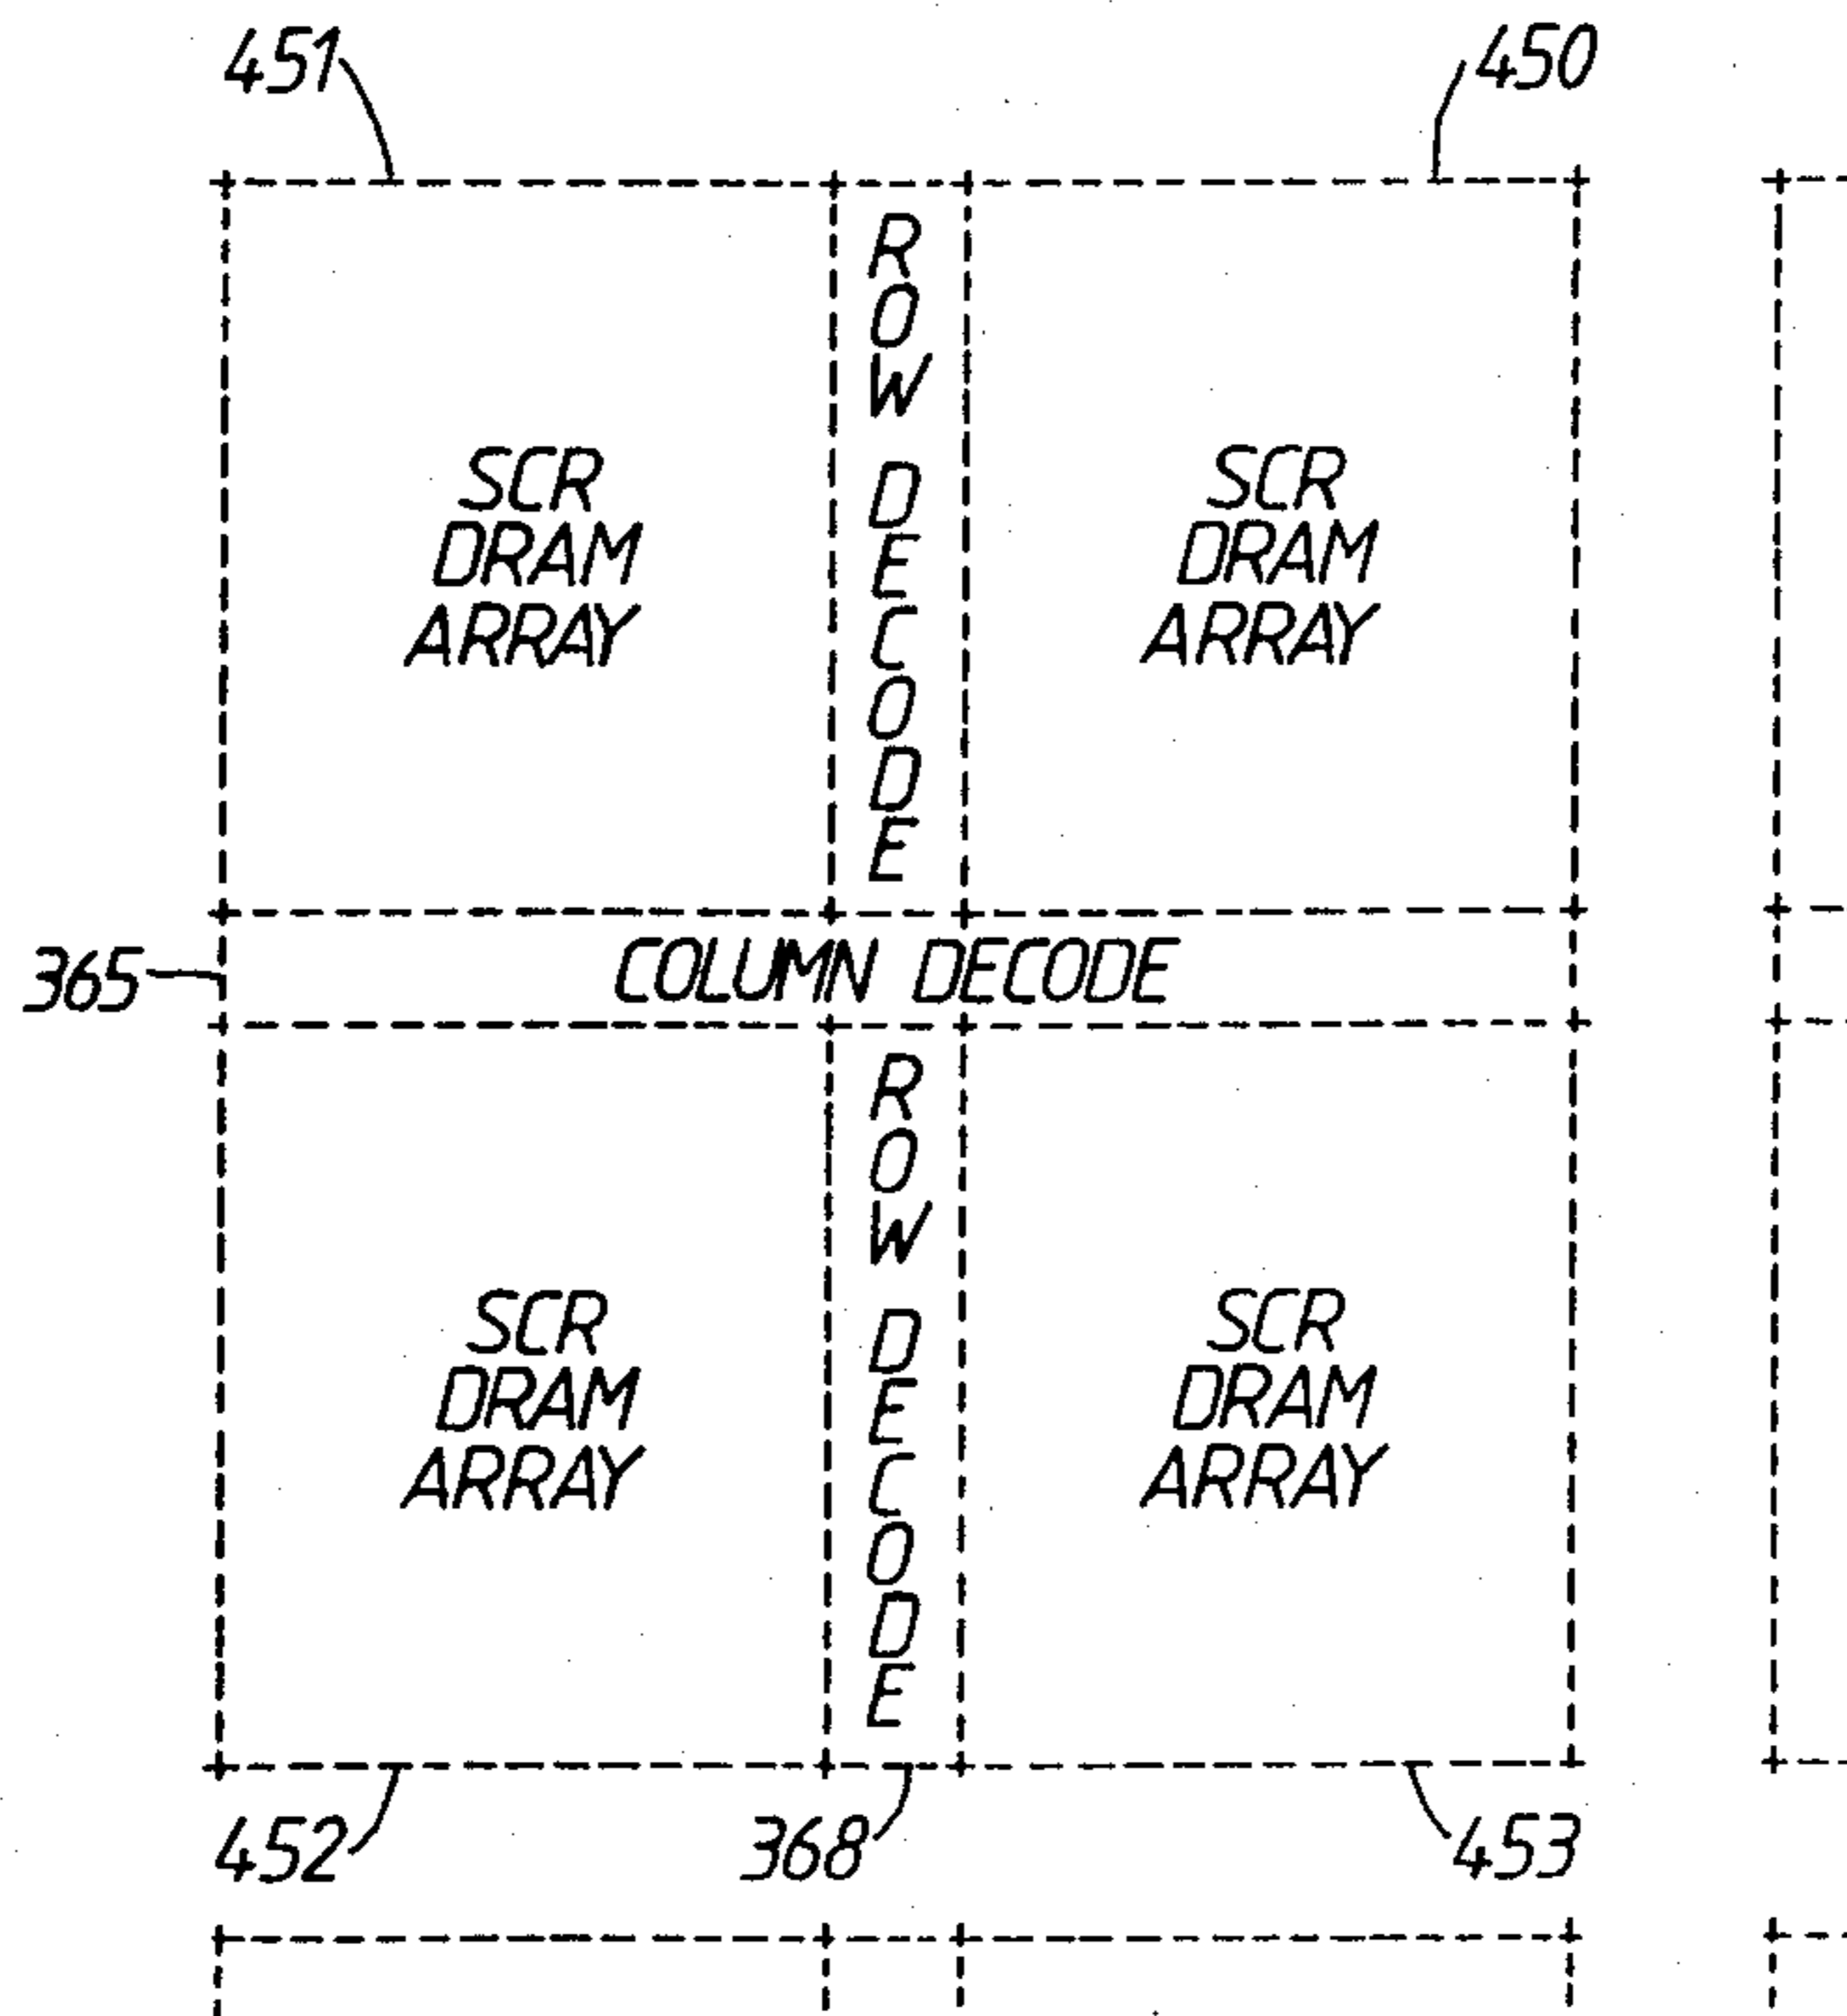 451
450
SCR
DRAM
ARRAY
ROW DECODE
SCR
DRAM
ARRAY
365
COLUMN DECODE
SCR
DRAM
ARRAY
ROW DECODE
SCR
DRAM
ARRAY
452
368
453